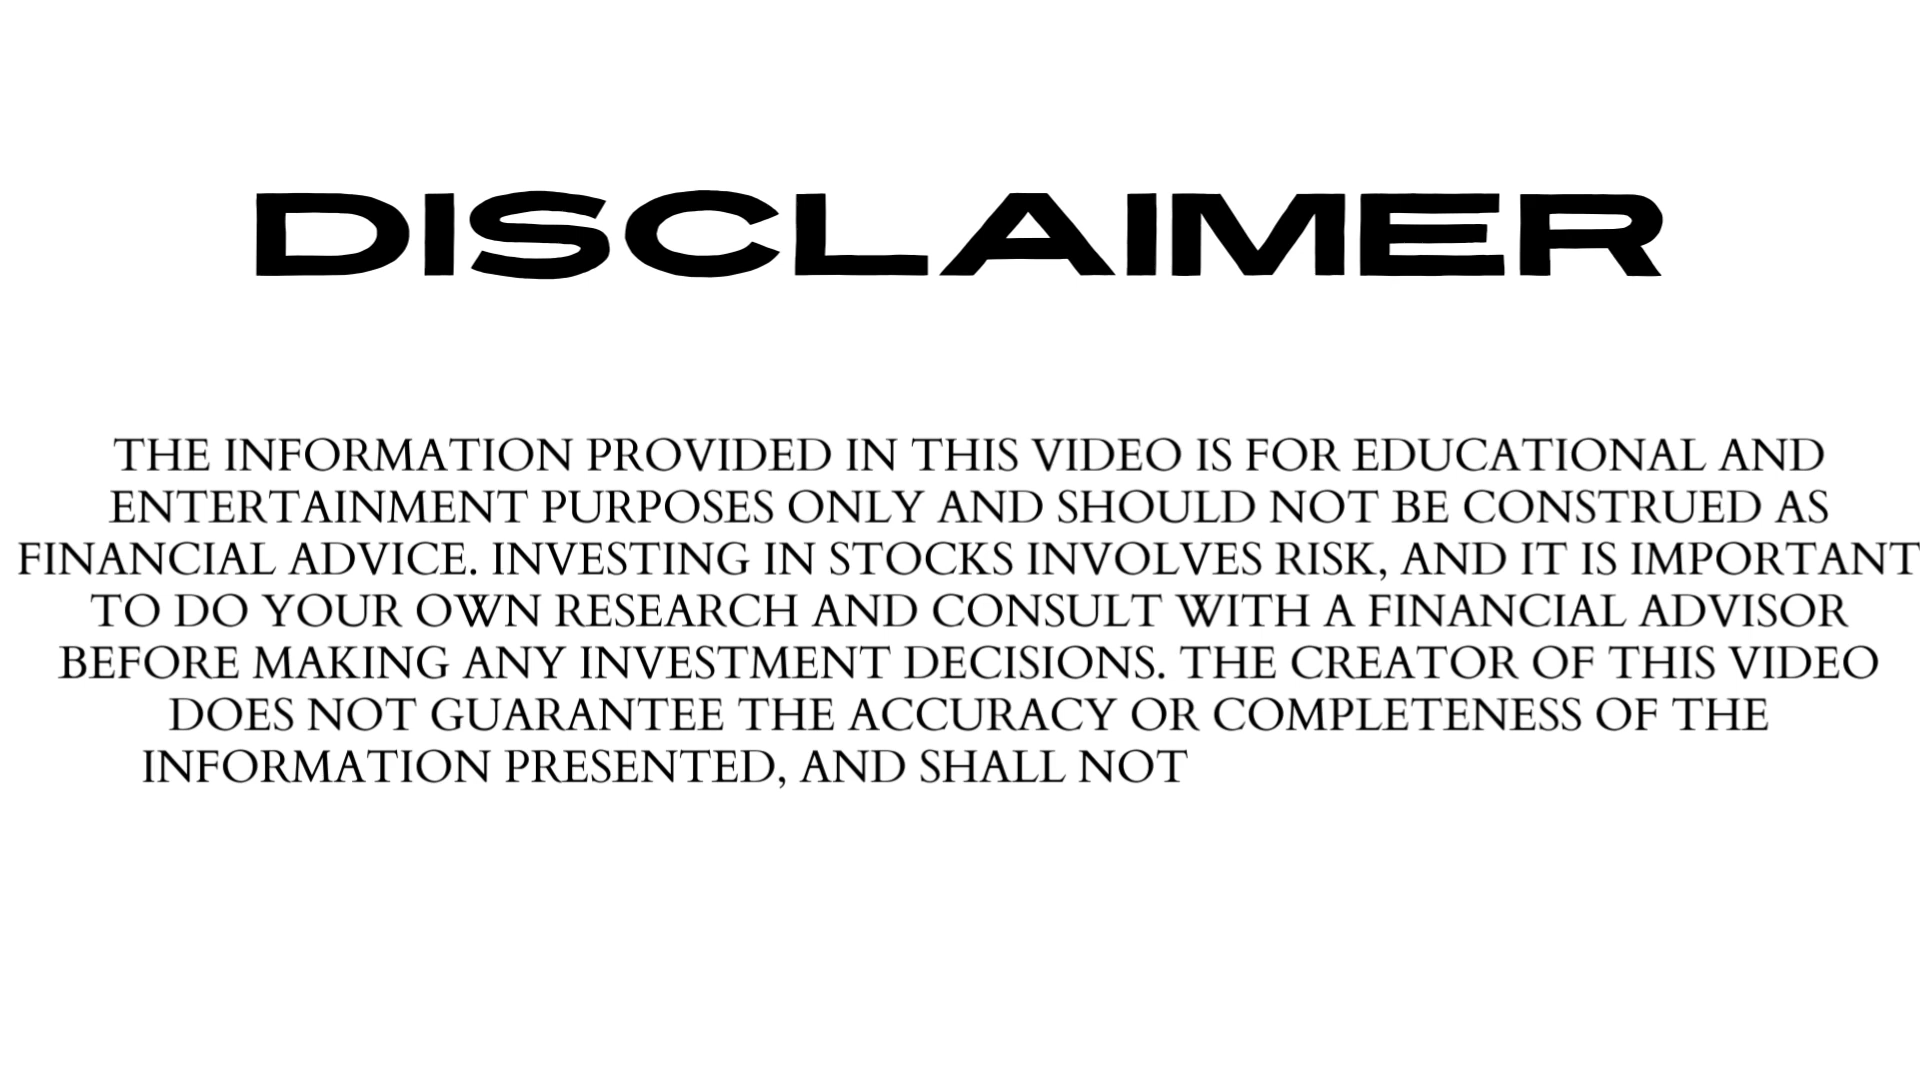 DISCLAIMER
THE INFORMATION PROVIDED IN THIS VIDEO IS FOR EDUCATIONAL AND
ENTERTAINMENT PURPOSES ONLY AND SHOULD NOT BE CONSTRUED AS
FINANCIAL ADVICE. INVESTING IN STOCKS INVOLVES RISK, AND IT IS IMPORTANT
TO DO YOUR OWN RESEARCH AND CONSULT WITH A FINANCIAL ADVISOR
BEFORE MAKING ANY INVESTMENT DECISIONS. THE CREATOR OF THIS VIDEO
DOES NOT GUARANTEE THE ACCURACY OR COMPLETENESS OF THE
INFORMATION PRESENTED, AND SHALL NOT